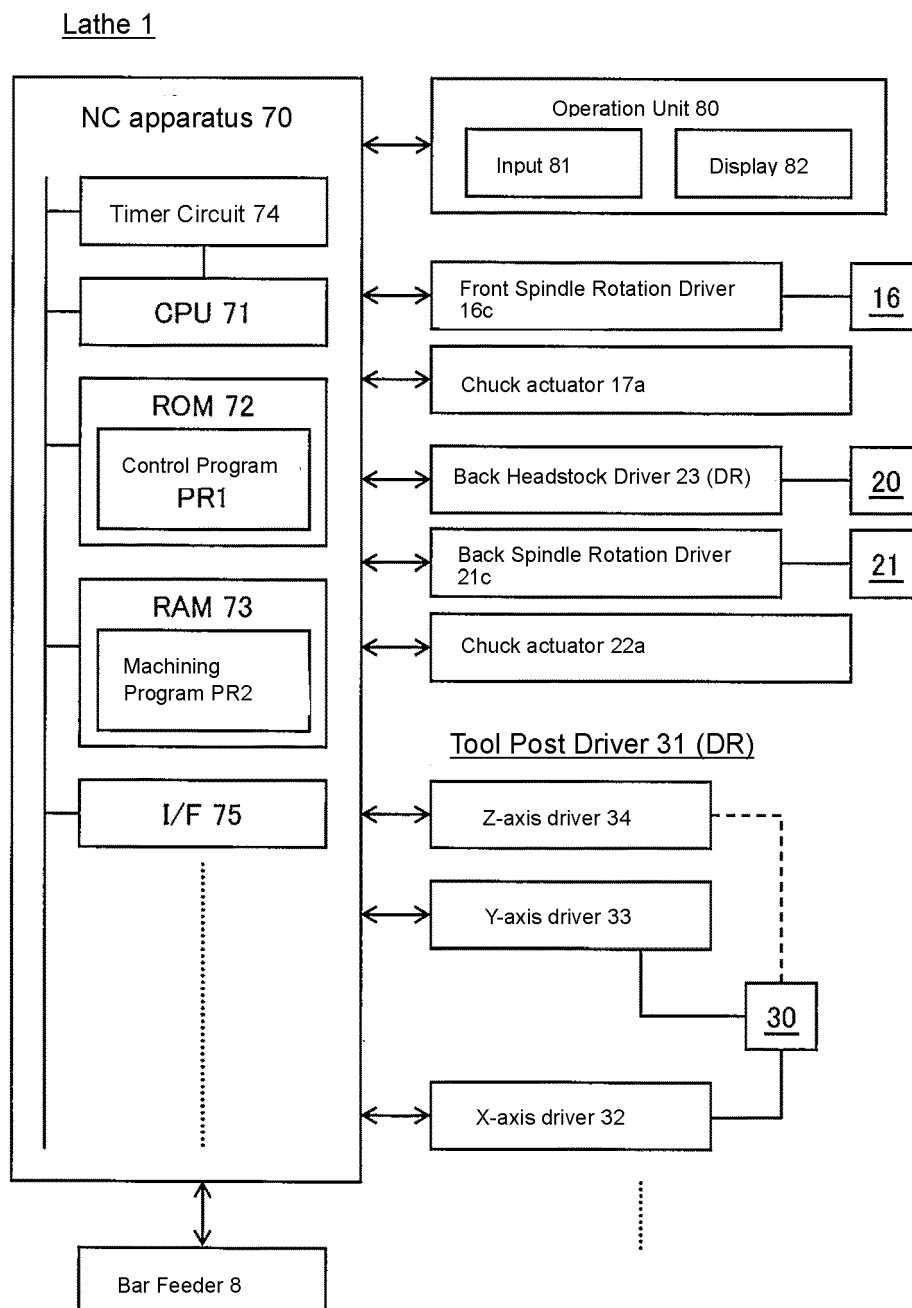 Lathe 1
NC apparatus 70
Timer Circuit 74
CPU 71
ROM 72
Control Program
PR1
RAM 73
Machining
Program PR2
I/F 75
Bar Feeder 8
Operation Unit 80
Input 81
Display 82
Front Spindle Rotation Driver
16c
16
Chuck actuator 17a
Back Headstock Driver 23 (DR)
20
Back Spindle Rotation Driver
21c
21
Chuck actuator 22a
Tool Post Driver 31 (DR)
Z-axis driver 34
Y-axis driver 33
30
X-axis driver 32